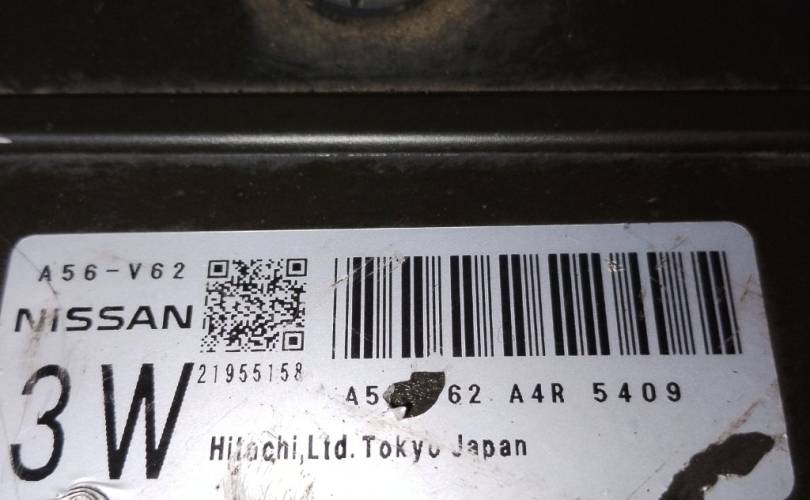 A56-V62
NISSAN
21955158
3W
A5 62 A4R 5409
Hitachi,Ltd. Tokyo Japan